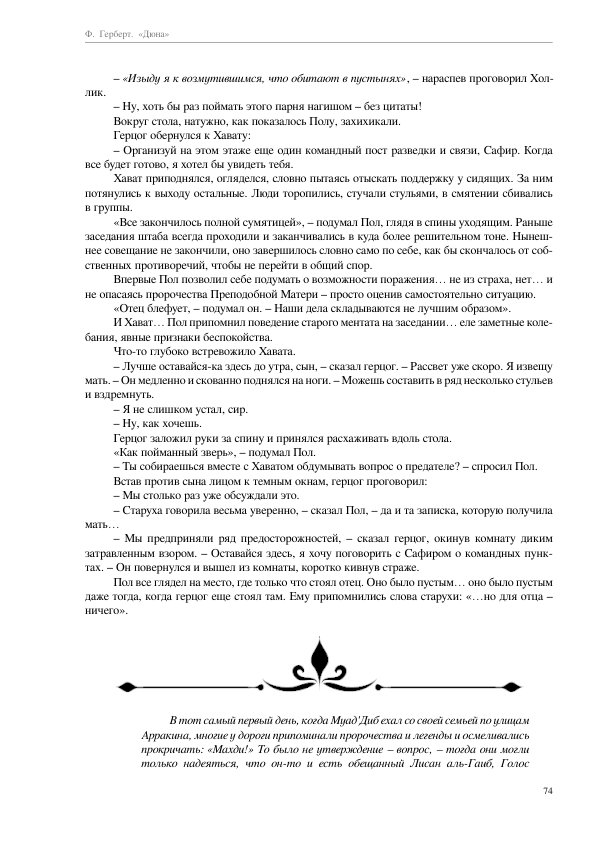 Ф. Герберт. «Дюна»
– «Изыду я к возмутившимся, что обитают в пустынях», – нараспев проговорил Хол-
лик.
– Ну, хоть бы раз поймать этого парня нагишом – без цитаты!
Вокруг стола, натужно, как показалось Полу, захихикали.
Герцог обернулся к Хавату:
– Организуй на этом этаже еще один командный пост разведки и связи, Сафир. Когда
все будет готово, я хотел бы увидеть тебя.
Хават приподнялся, огляделся, словно пытаясь отыскать поддержку у сидящих. За ним
потянулись к выходу остальные. Люди торопились, стучали стульями, в смятении сбивались
в группы.
«Все закончилось полной сумятицей», – подумал Пол, глядя в спины уходящим. Раньше
заседания штаба всегда проходили и заканчивались в куда более решительном тоне. Нынеш-
нее совещание не закончили, оно завершилось словно само по себе, как бы скончалось от соб-
ственных противоречий, чтобы не перейти в общий спор.
Впервые Пол позволил себе подумать о возможности поражения… не из страха, нет… и
не опасаясь пророчества Преподобной Матери – просто оценив самостоятельно ситуацию.
«Отец блефует, – подумал он. – Наши дела складываются не лучшим образом».
И Хават… Пол припомнил поведение старого ментата на заседании… еле заметные коле-
бания, явные признаки беспокойства.
Что-то глубоко встревожило Хавата.
– Лучше оставайся-ка здесь до утра, сын, – сказал герцог. – Рассвет уже скоро. Я извещу
мать. – Он медленно и скованно поднялся на ноги. – Можешь составить в ряд несколько стульев
и вздремнуть.
– Я не слишком устал, сир.
– Ну, как хочешь.
Герцог заложил руки за спину и принялся расхаживать вдоль стола.
«Как пойманный зверь», – подумал Пол.
– Ты собираешься вместе с Хаватом обдумывать вопрос о предателе? – спросил Пол.
Встав против сына лицом к темным окнам, герцог проговорил:
– Мы столько раз уже обсуждали это.
– Старуха говорила весьма уверенно, – сказал Пол, – да и та записка, которую получила
мать…
– Мы предприняли ряд предосторожностей, – сказал герцог, окинув комнату диким
затравленным взором. – Оставайся здесь, я хочу поговорить с Сафиром о командных пунк-
тах. – Он повернулся и вышел из комнаты, коротко кивнув страже.
Пол все глядел на место, где только что стоял отец. Оно было пустым… оно было пустым
даже тогда, когда герцог еще стоял там. Ему припомнились слова старухи: «…но для отца –
ничего».
В тот самый первый день, когда Муад'Диб ехал со своей семьей по улицам
Арракина, многие у дороги припоминали пророчества и легенды и осмеливались
прокричать: «Махди!» То было не утверждение – вопрос, – тогда они могли
только надеяться, что он-то и есть обещанный Лисан аль-Гаиб, Голос
74